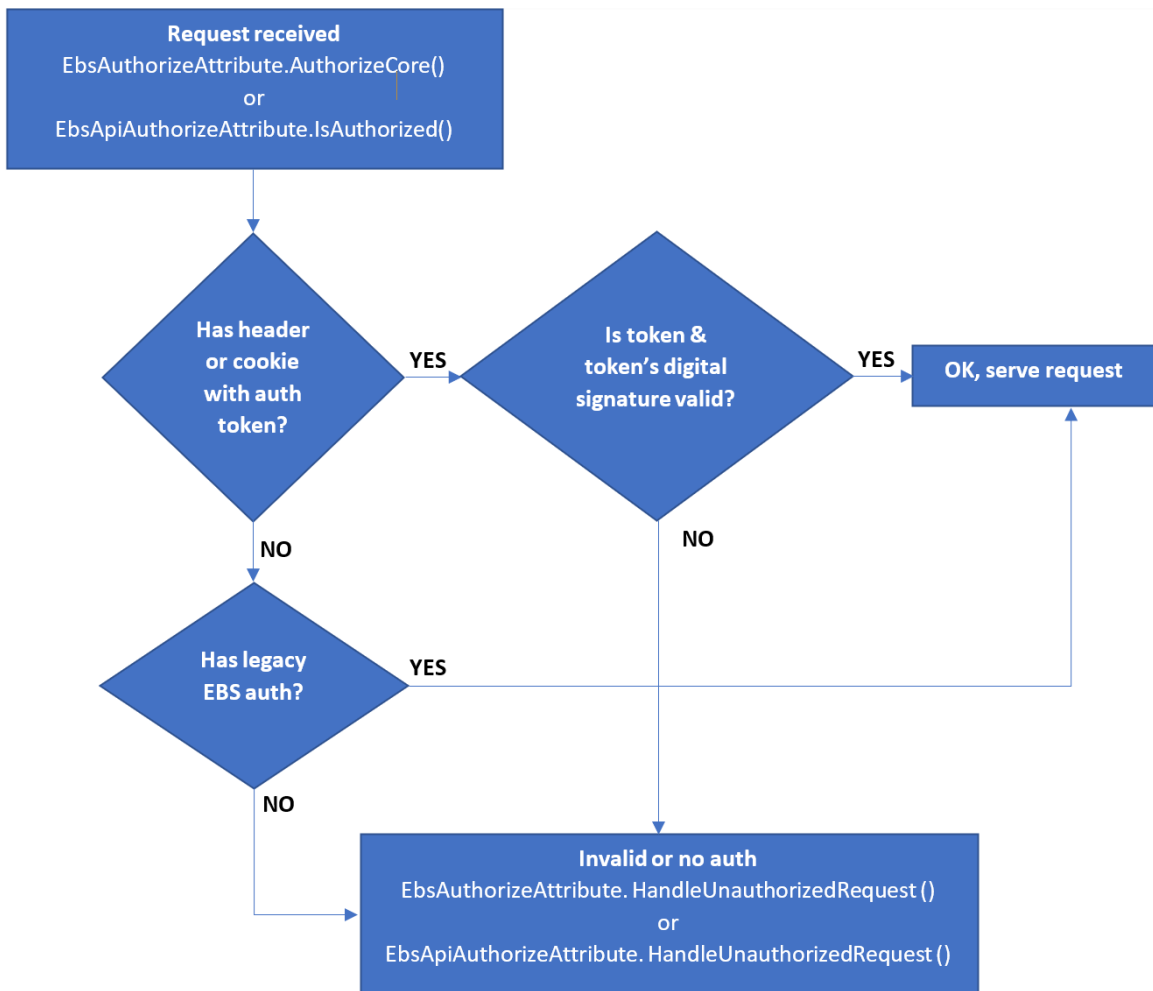 Request received
EbsAuthorizeAttribute.AuthorizeCore()
or
EbsApiAuthorizeAttribute.IsAuthorized()
Has header
or cookie
with auth
token?
YES
Is token &
token's digital
signature valid?
YES
OK, serve request
NO
NO
Has legacy
EBS auth?
YES
NO
Invalid or no auth
EbsAuthorizeAttribute. HandleUnauthorizedRequest ()
or
EbsApiAuthorizeAttribute. HandleUnauthorizedRequest ()